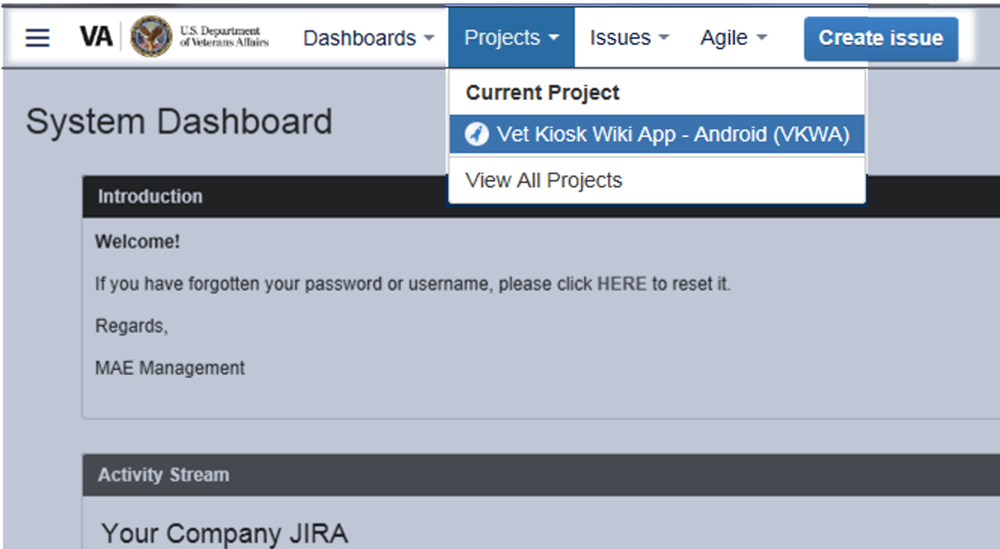 VA
U.S. Department
of Veterans Affairs
Dashboards
Projects
Issues
Agile
Create issue
Current Project
Vet Kiosk Wiki App - Android (VKWA)
View All Projects
System Dashboard
Introduction
Welcome!
If you have forgotten your password or username, please click HERE to reset it.
Regards,
MAE Management
Activity Stream
Your Company JIRA